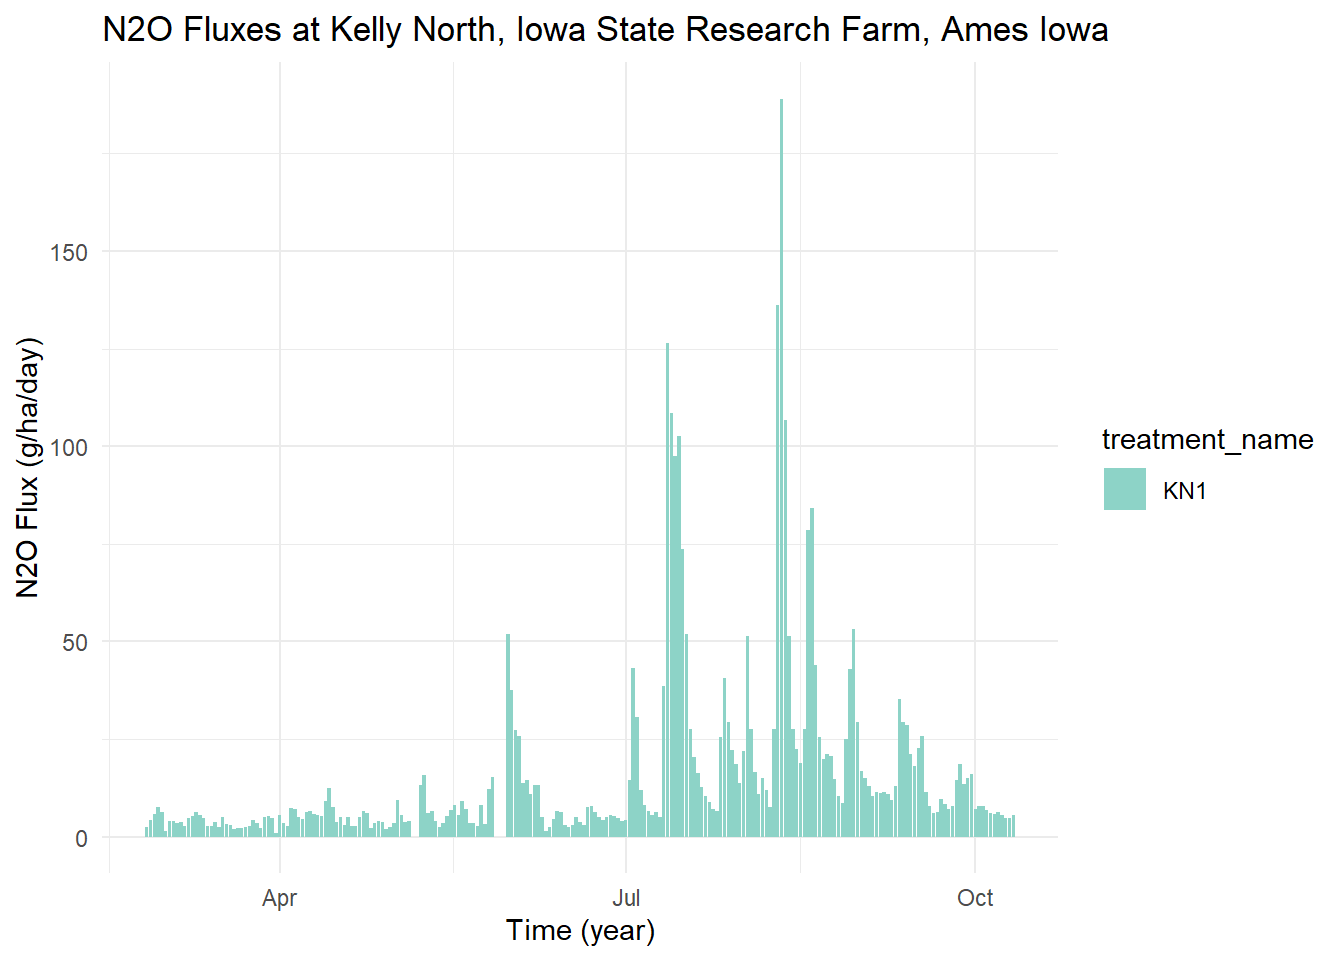 N2O Fluxes at Kelly North, Iowa State Research Farm, Ames Iowa
N2O Flux (g/ha/day)
150
100
50
0
Apr
Jul
Oct
Time (year)
treatment_name
KN1